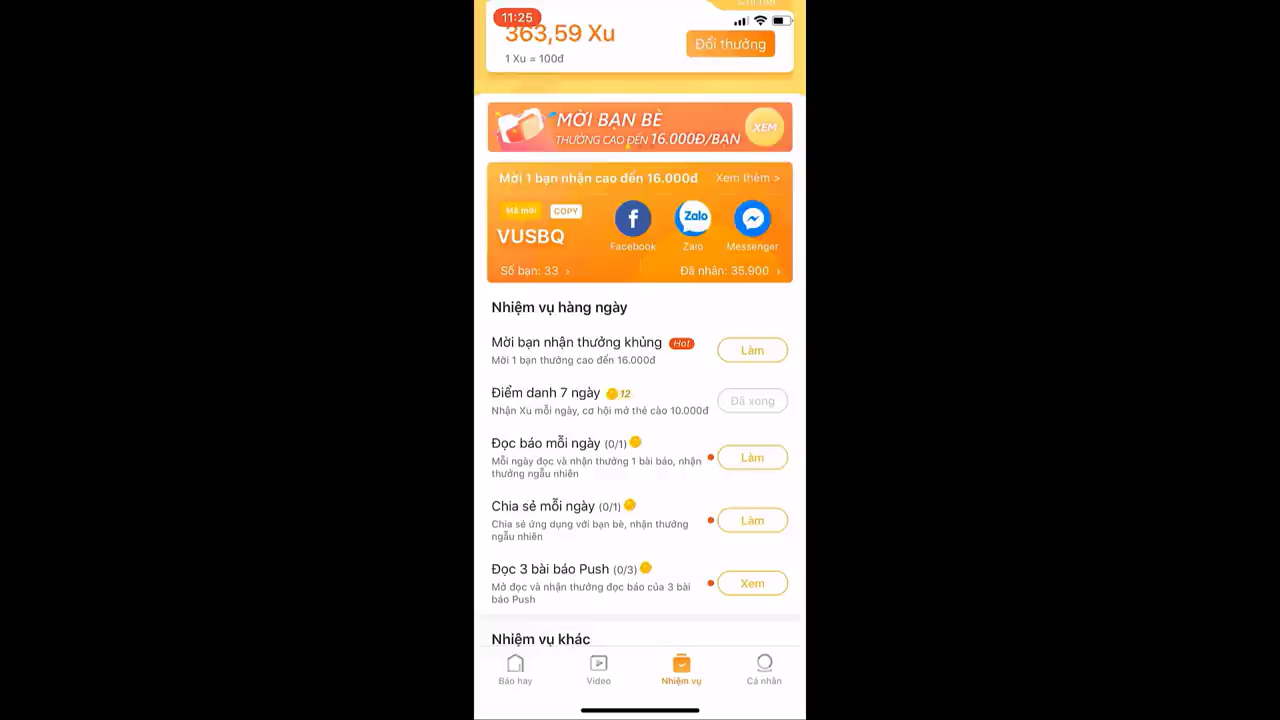 11:25
363,59 Xu
1 Xu = 100đ
Đổi thưởng
MỜI BẠN BÈ
THƯỞNG CAO ĐẾN 16.000Đ/BẠN
XEM
Mời 1 bạn nhận cao đến 16.000đ
Xem thêm >
Mã mời
COPY
VUSBQ
Facebook
Zalo
Zalo
Messenger
Số bạn: 33 ›
Đã nhận: 35.900 ›
Nhiệm vụ hàng ngày
Mời bạn nhận thưởng khủng Hot
Mời 1 bạn thưởng cao đến 16.000đ
Làm
Điểm danh 7 ngày 12
Nhận Xu mỗi ngày, cơ hội mở thẻ cào 10.000đ
Đã xong
Đọc báo mỗi ngày (0/1)
Mỗi ngày đọc và nhận thưởng 1 bài báo, nhận
thưởng ngẫu nhiên
Làm
Chia sẻ mỗi ngày (0/1)
Chia sẻ ứng dụng với bạn bè, nhận thưởng
ngẫu nhiên
Làm
Đọc 3 bài báo Push (0/3)
Mở đọc và nhận thưởng đọc báo của 3 bài
báo Push
Xem
Nhiệm vụ khác
Báo hay
Video
Nhiệm vụ
Cá nhân